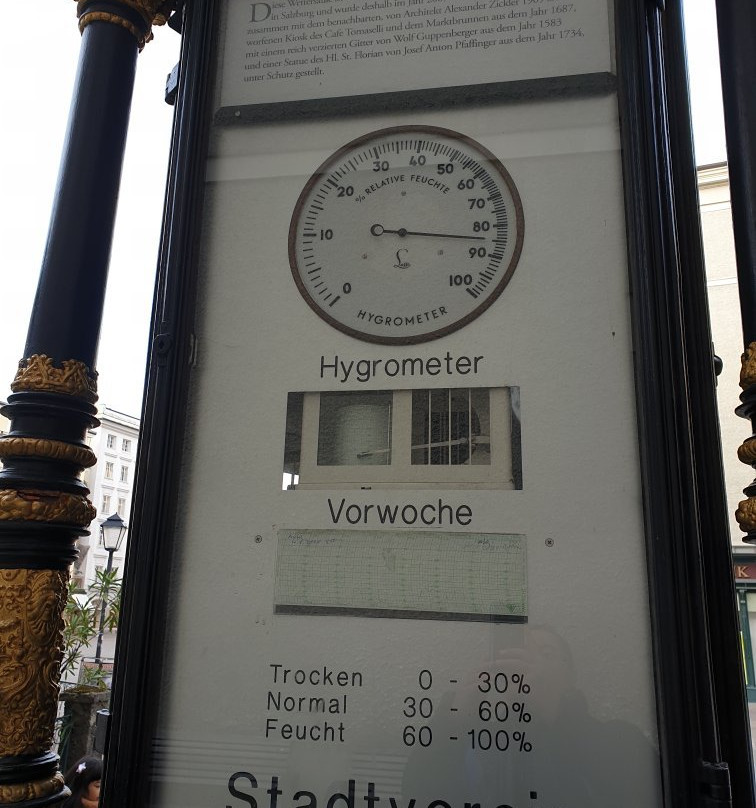 Diese Wettersäule
in Salzburg und wurde deshalb im Jahr
zusammen mit dem benachbarten, von Architekt Alexander Zickler
worfenen Kiosk des Café Tomaselli und dem Marktbrunnen aus dem Jahr 1687,
mit einem reich verzierten Gitter von Wolf Guppenberger aus dem Jahr 1583
und einer Statue des Hl. St. Florian von Josef Anton Pfaffinger aus dem Jahr 1734,
unter Schutz gestellt.
0 10 20 30 40 50 60 70 80 90 100
% RELATIVE FEUCHTE
HYGROMETER
Hygrometer
Vorwoche
Trocken 0 - 30%
Normal 30 - 60%
Feucht 60 - 100%
Stadtverei
K